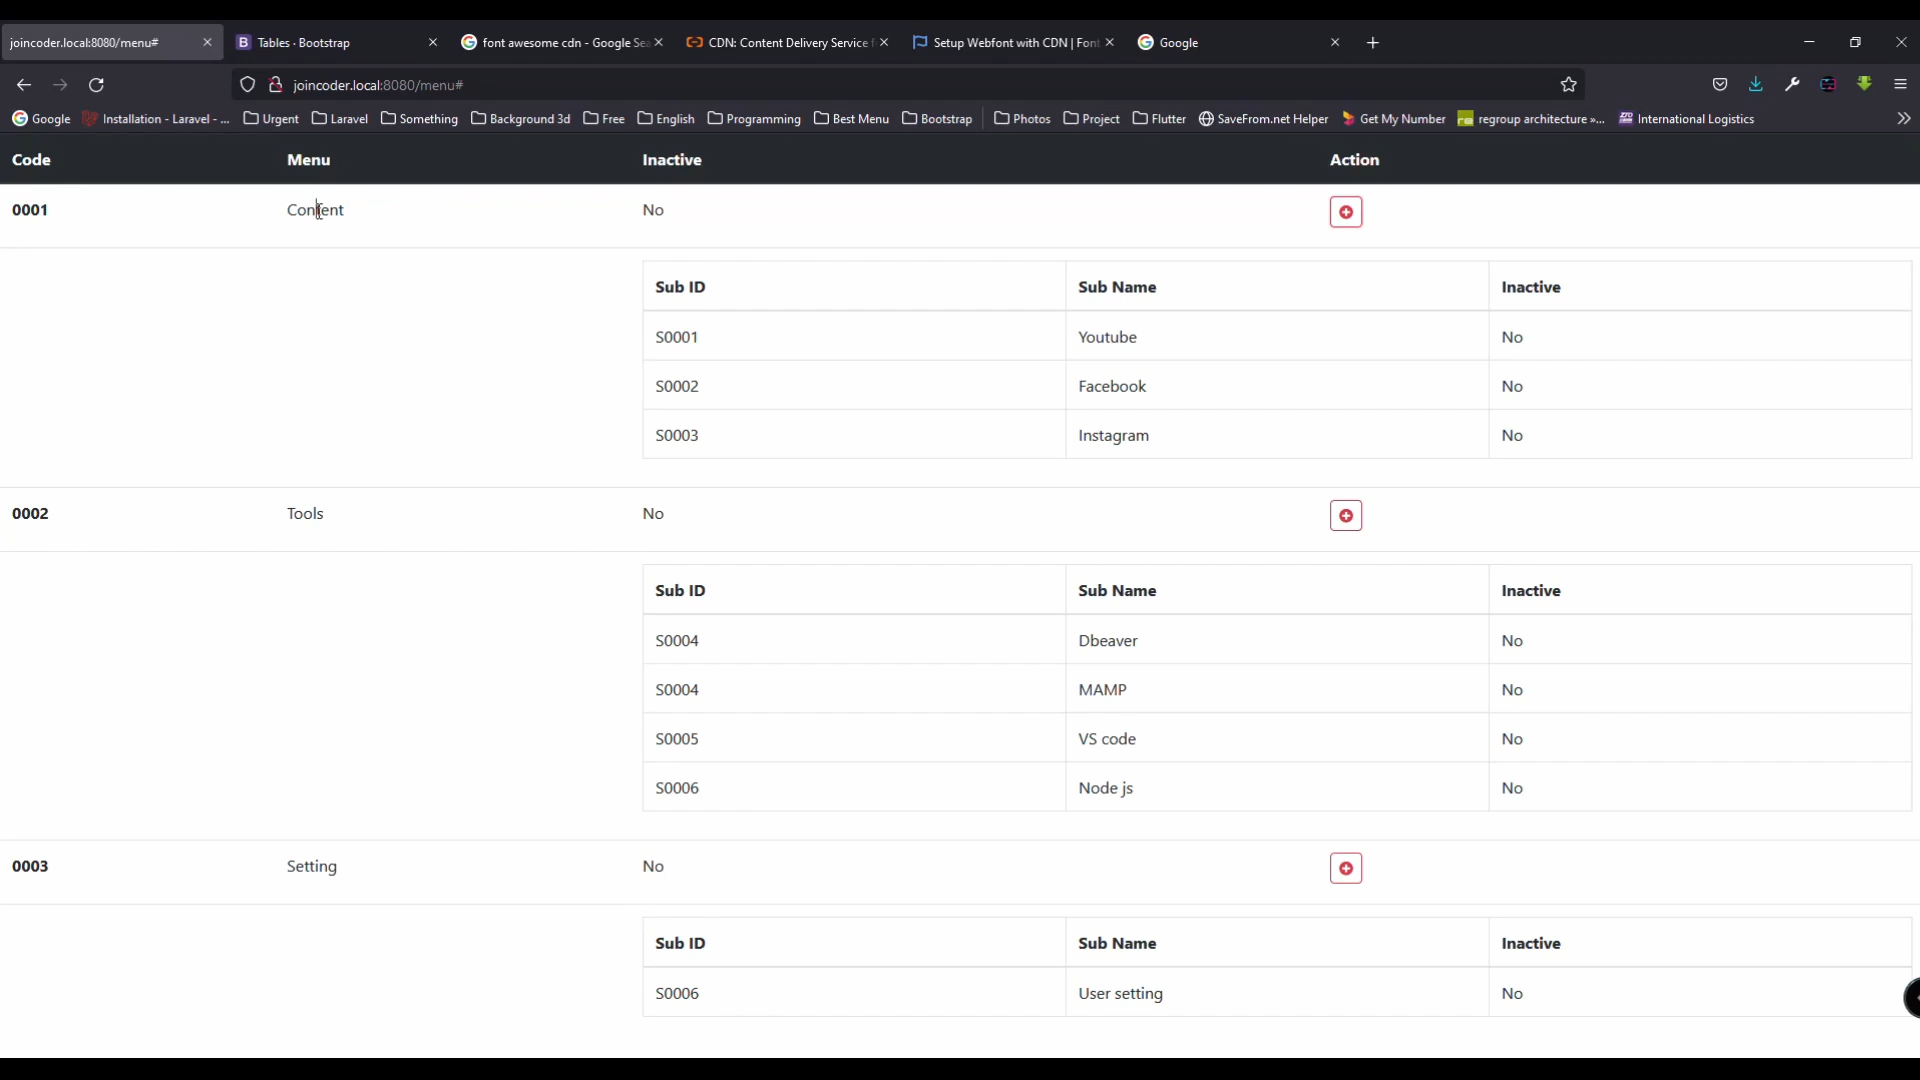 joincoder.local:8080/menu#
Tables · Bootstrap
font awesome cdn - Google Sea
CDN: Content Delivery Service f
Setup Webfont with CDN | Font
Google
joincoder.local:8080/menu#
Google
Installation - Laravel - ...
Urgent
Laravel
Something
Background 3d
Free
English
Programming
Best Menu
Bootstrap
Photos
Project
Flutter
SaveFrom.net Helper
Get My Number
regroup architecture »...
International Logistics
Code Menu Inactive Action
0001 Content No
Sub ID Sub Name Inactive
S0001 Youtube No
S0002 Facebook No
S0003 Instagram No
0002 Tools No
Sub ID Sub Name Inactive
S0004 Dbeaver No
S0004 MAMP No
S0005 VS code No
S0006 Node js No
0003 Setting No
Sub ID Sub Name Inactive
S0006 User setting No